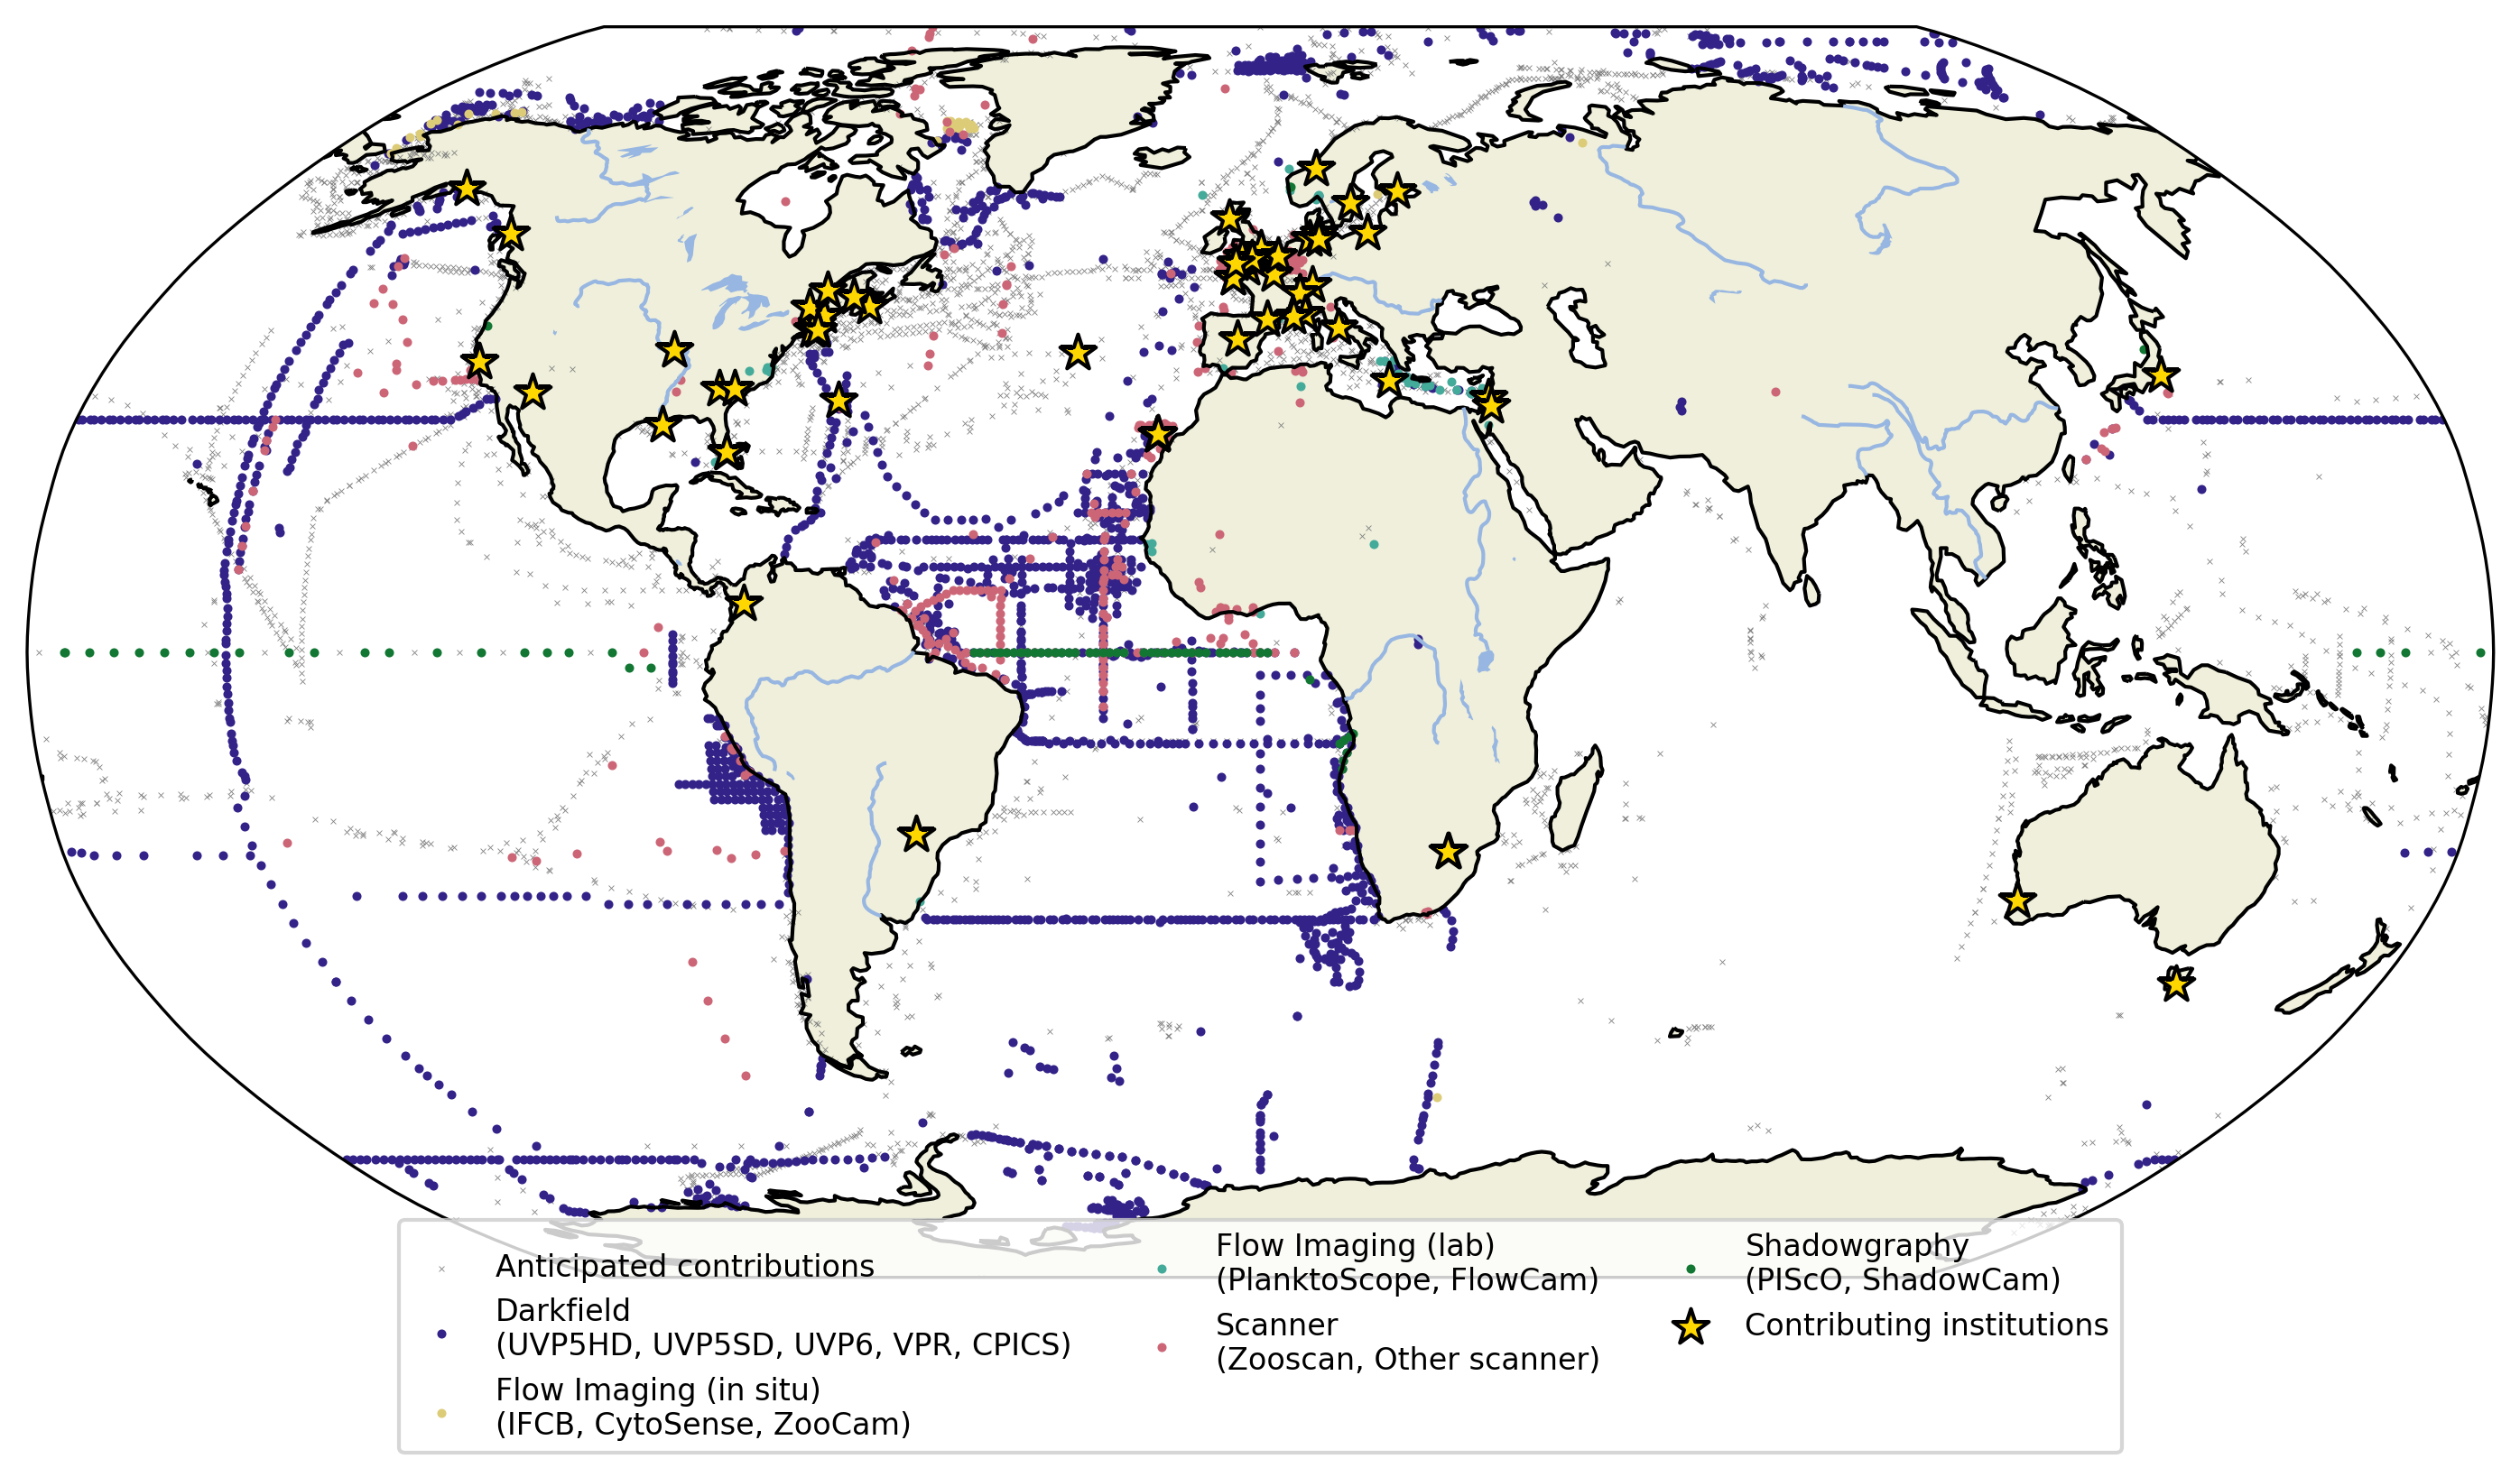 Anticipated contributions
Darkfield
(UVP5HD, UVP5SD, UVP6, VPR, CPICS)
Flow Imaging (in situ)
(IFCB, CytoSense, ZooCam)
Flow Imaging (lab)
(PlanktoScope, FlowCam)
Scanner
(Zooscan, Other scanner)
Shadowgraphy
(PIScO, ShadowCam)
Contributing institutions